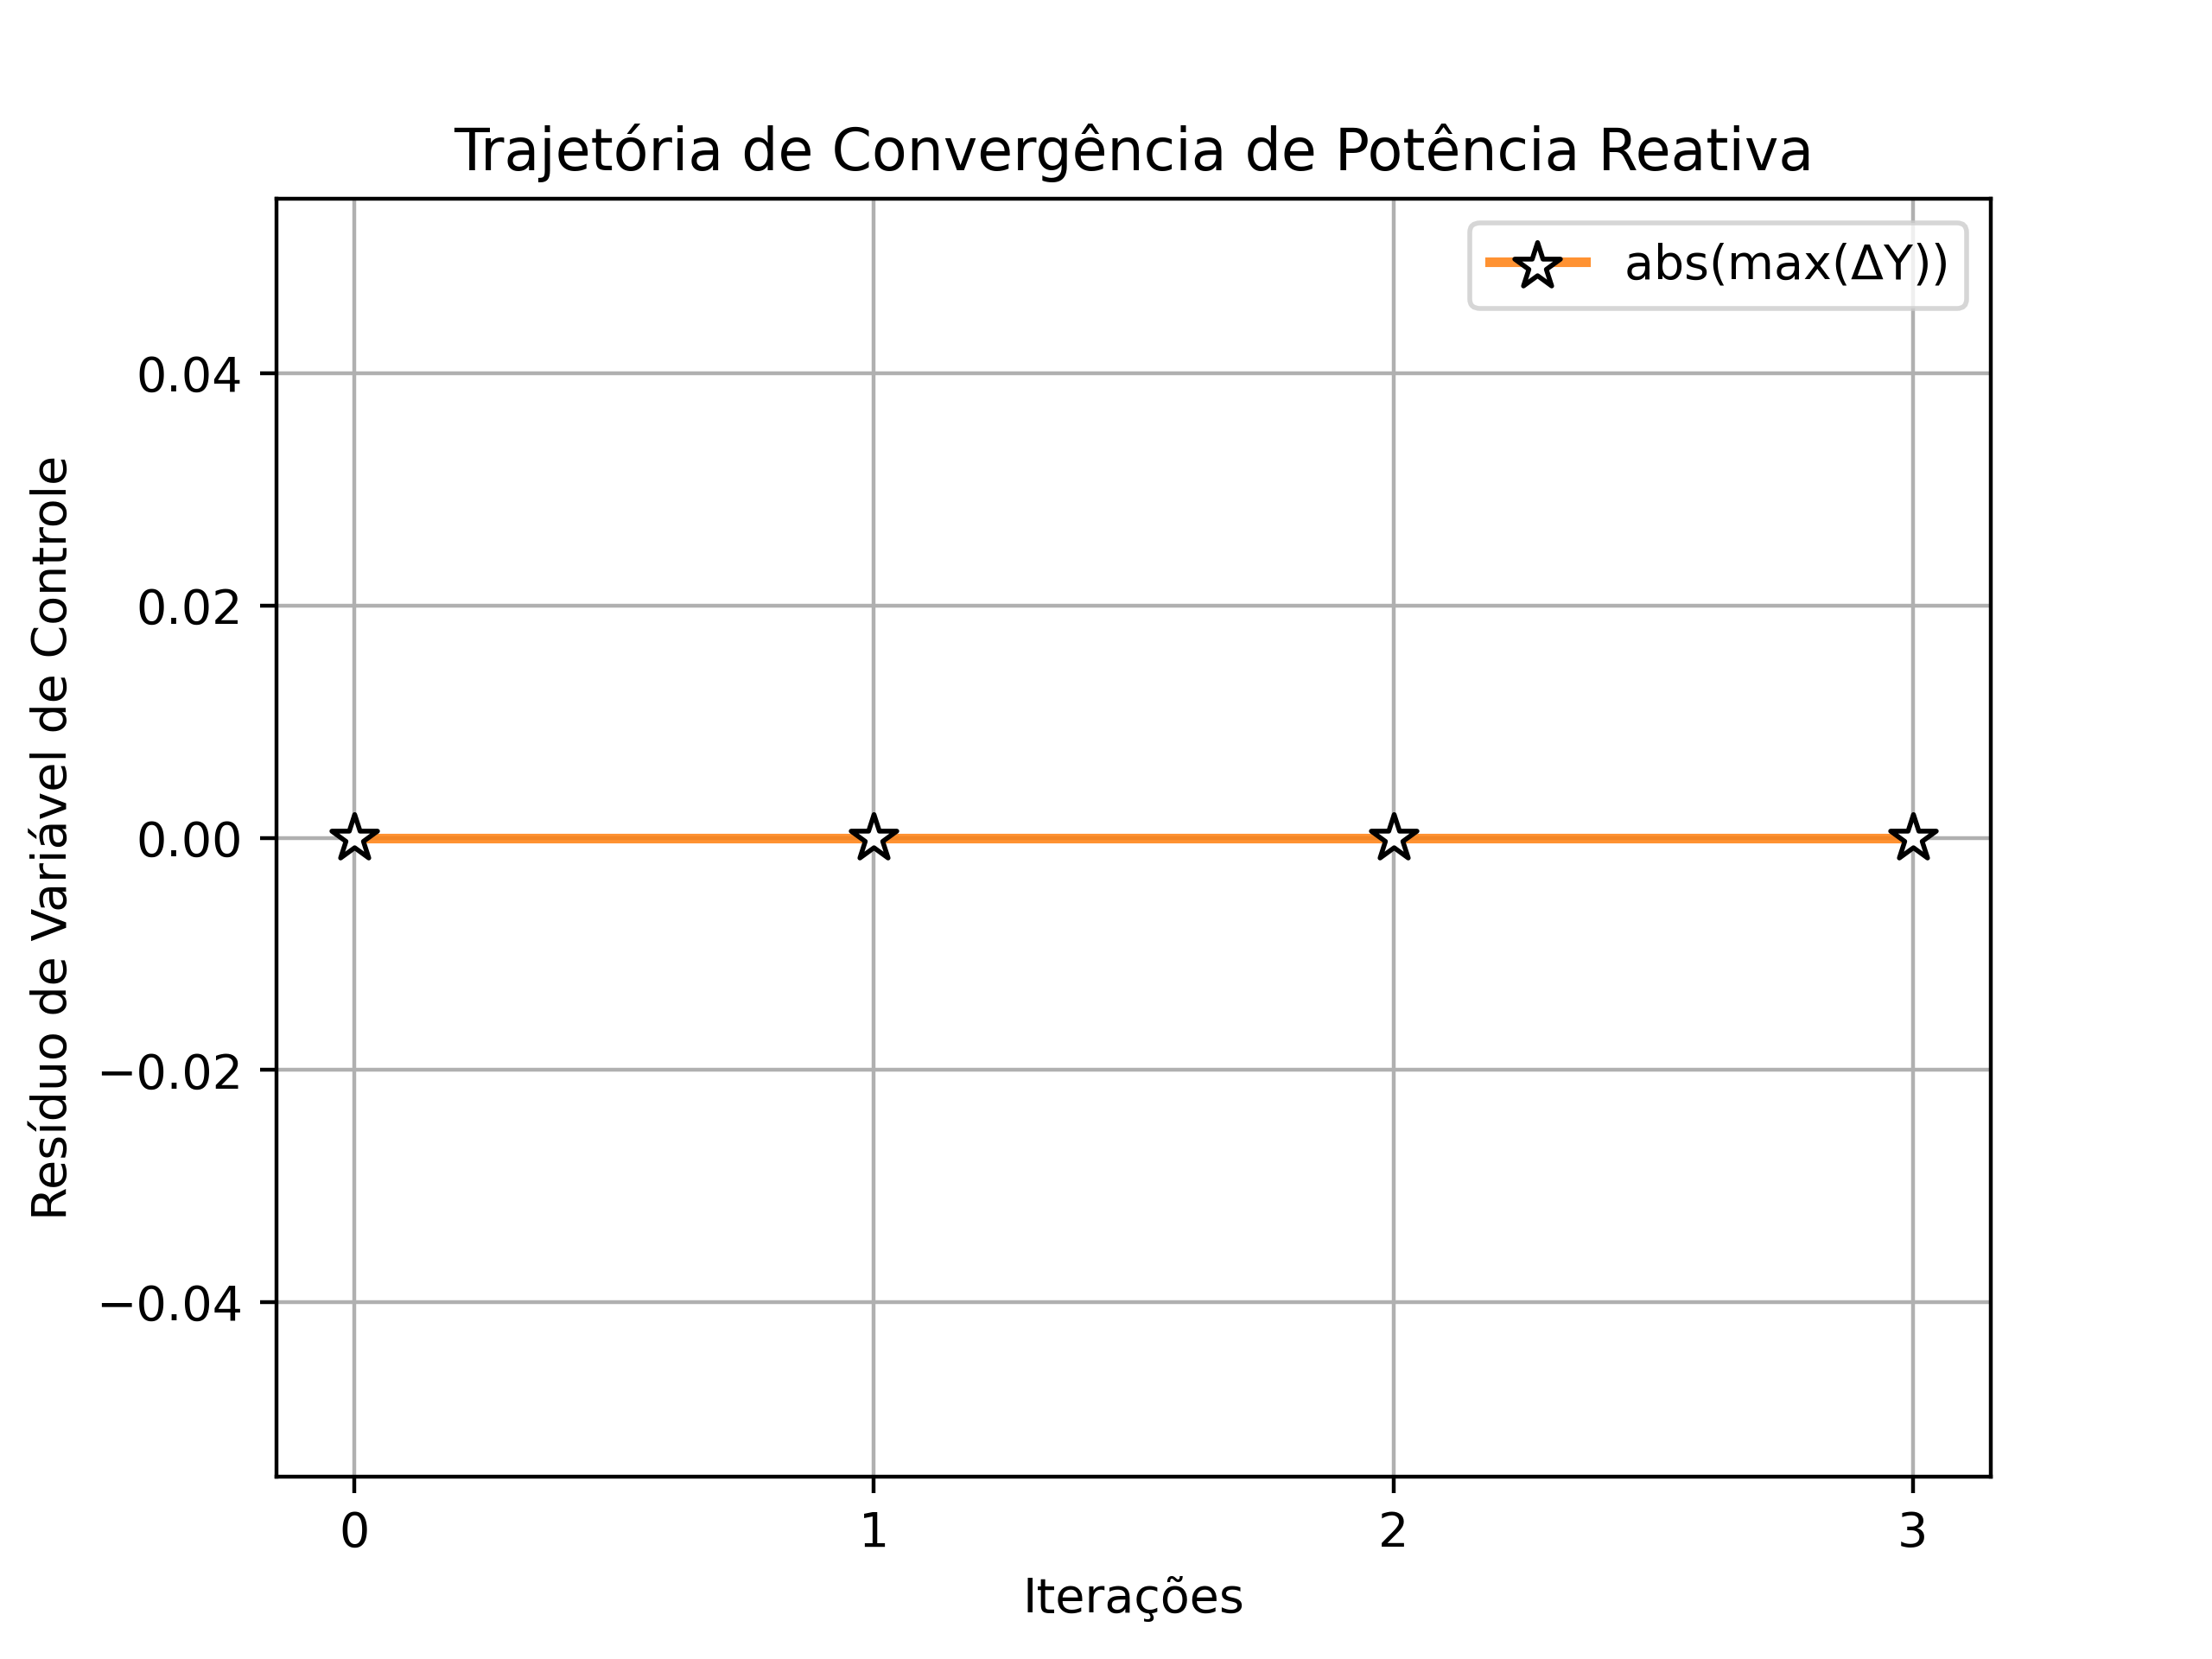 Trajetória de Convergência de Potência Reativa
abs(max(ΔY))
Resíduo de Variável de Controle
0.04
0.02
0.00
−0.02
−0.04
0 1 2 3
Iterações